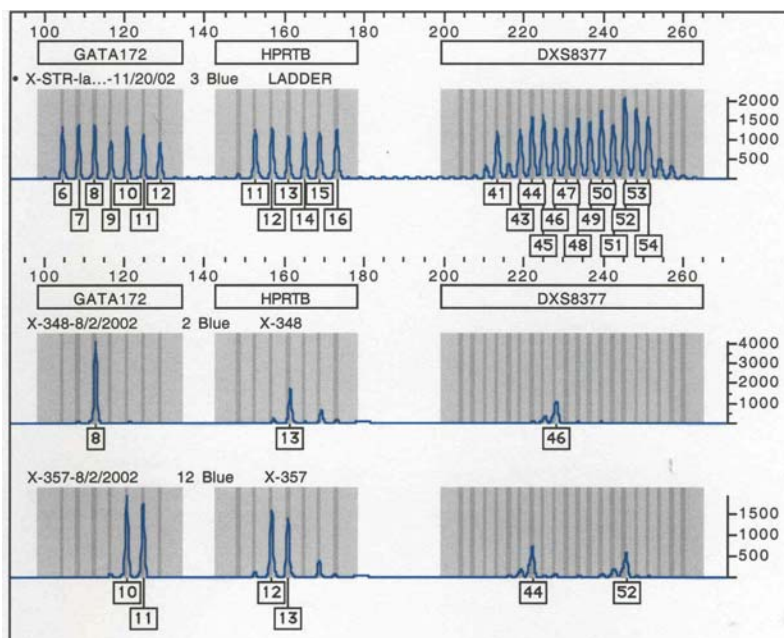 100 120 140 160 180 200 220 240 260
GATA172 HPRTB DXS8377
• X-STR-la...-11/20/02 3 Blue LADDER
2000
1500
1000
500
6 8 10 12 11 13 15 41 44 47 50 53
7 9 11 12 14 16 43 46 49 52
45 48 51 54
100 120 140 160 180 200 220 240 260
GATA172 HPRTB DXS8377
X-348-8/2/2002 2 Blue X-348
4000
3000
2000
1000
8 13 46
X-357-8/2/2002 12 Blue X-357
1500
1000
500
10 12 44 52
11 13